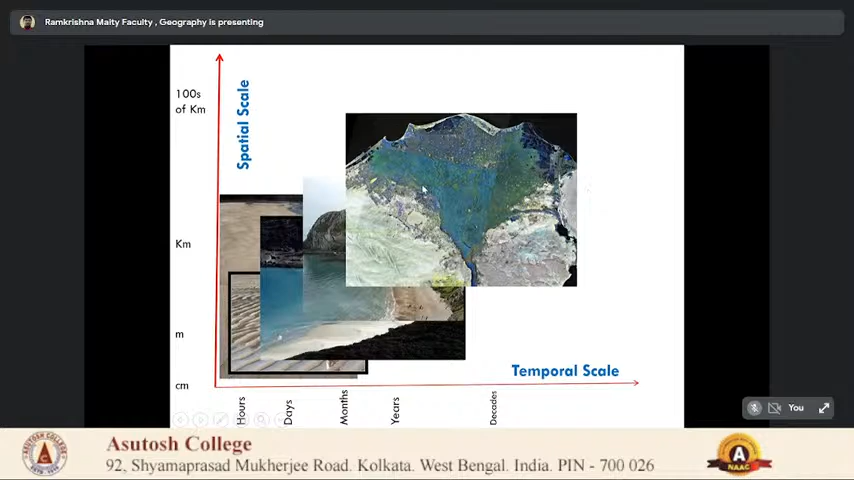 Ramkrishna Maity Faculty , Geography is presenting
100s
of Km
Spatial Scale
Km
m
cm
Temporal Scale
Hours
Days
Months
Years
Decades
You
Asutosh College
92, Shyamaprasad Mukherjee Road. Kolkata. West Bengal. India. PIN - 700 026
A
NAAC